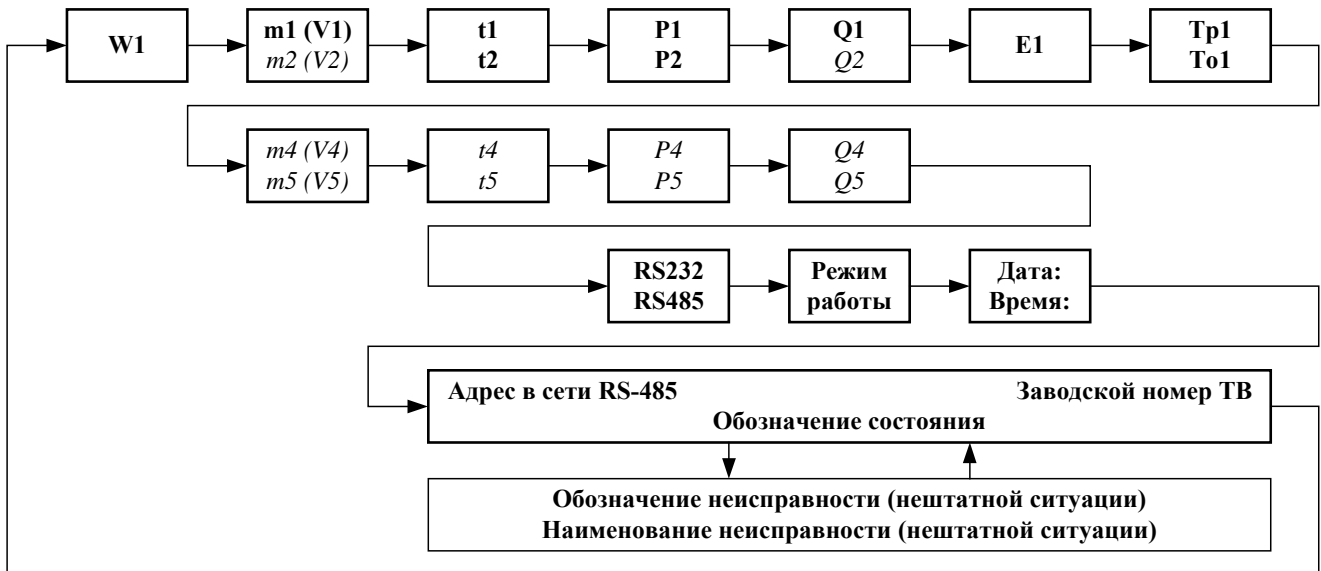 W1
m1 (V1)
m2 (V2)
t1
t2
P1
P2
Q1
Q2
E1
Тр1
То1
m4 (V4)
m5 (V5)
t4
t5
P4
P5
Q4
Q5
RS232
RS485
Режим
работы
Дата:
Время:
Адрес в сети RS-485 Заводской номер ТВ
Обозначение состояния
Обозначение неисправности (нештатной ситуации)
Наименование неисправности (нештатной ситуации)